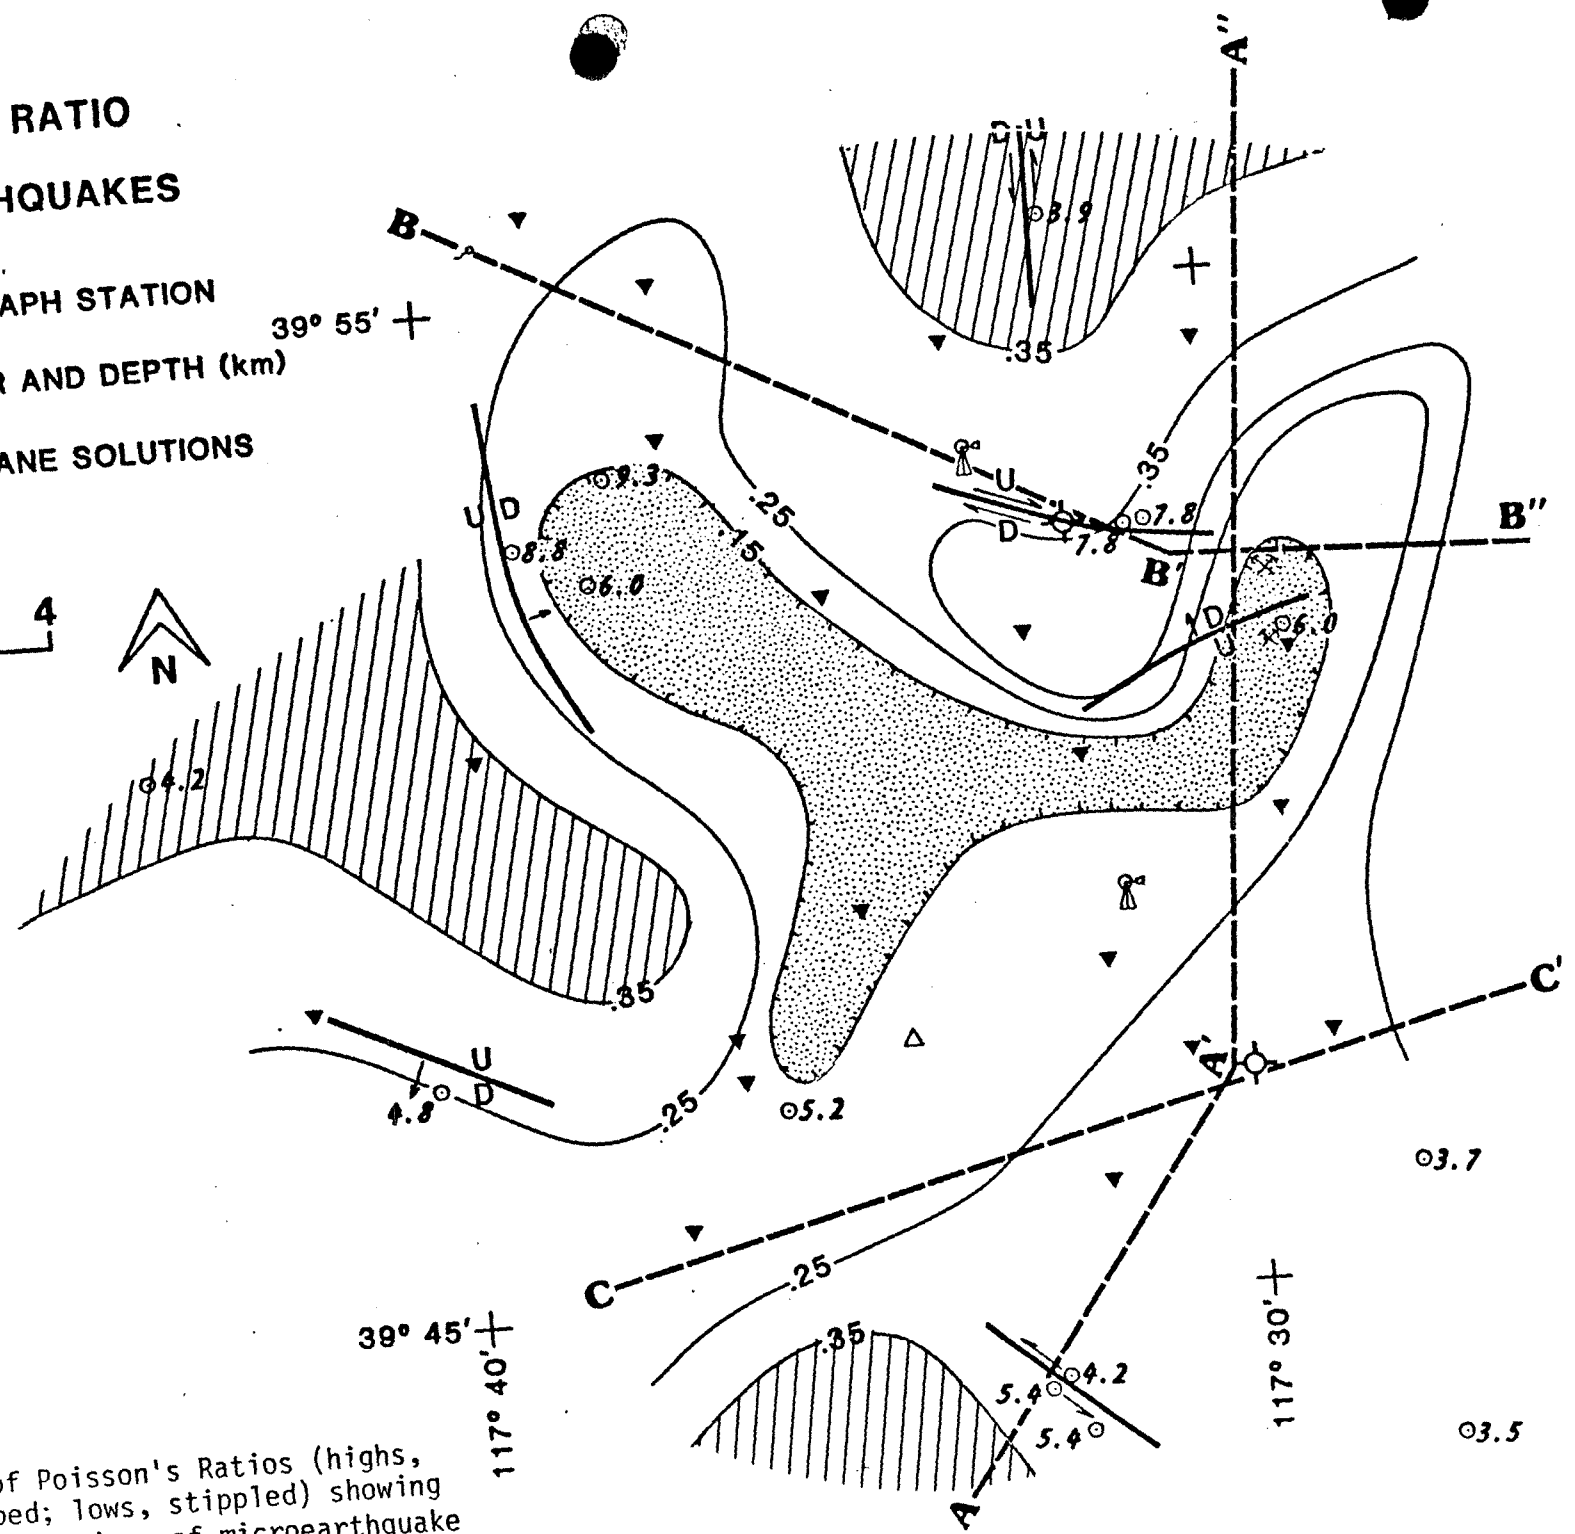 RATIO
HQUAKES
APH STATION
R AND DEPTH (km)
ANE SOLUTIONS
4
N
A''
D U
3.9
B
39° 55'
.35
.35
U
D
7.8
7.8
B'
B''
9.3
U D
8.8
6.0
.25
.15
D
U
6.0
4.2
.35
U
D
4.8
.25
5.2
A'
C'
3.7
C
.25
39° 45'
117° 40'
117° 30'
.35
4.2
5.4
5.4
3.5
A
of Poisson's Ratios (highs,
ped; lows, stippled) showing
of microearthquake